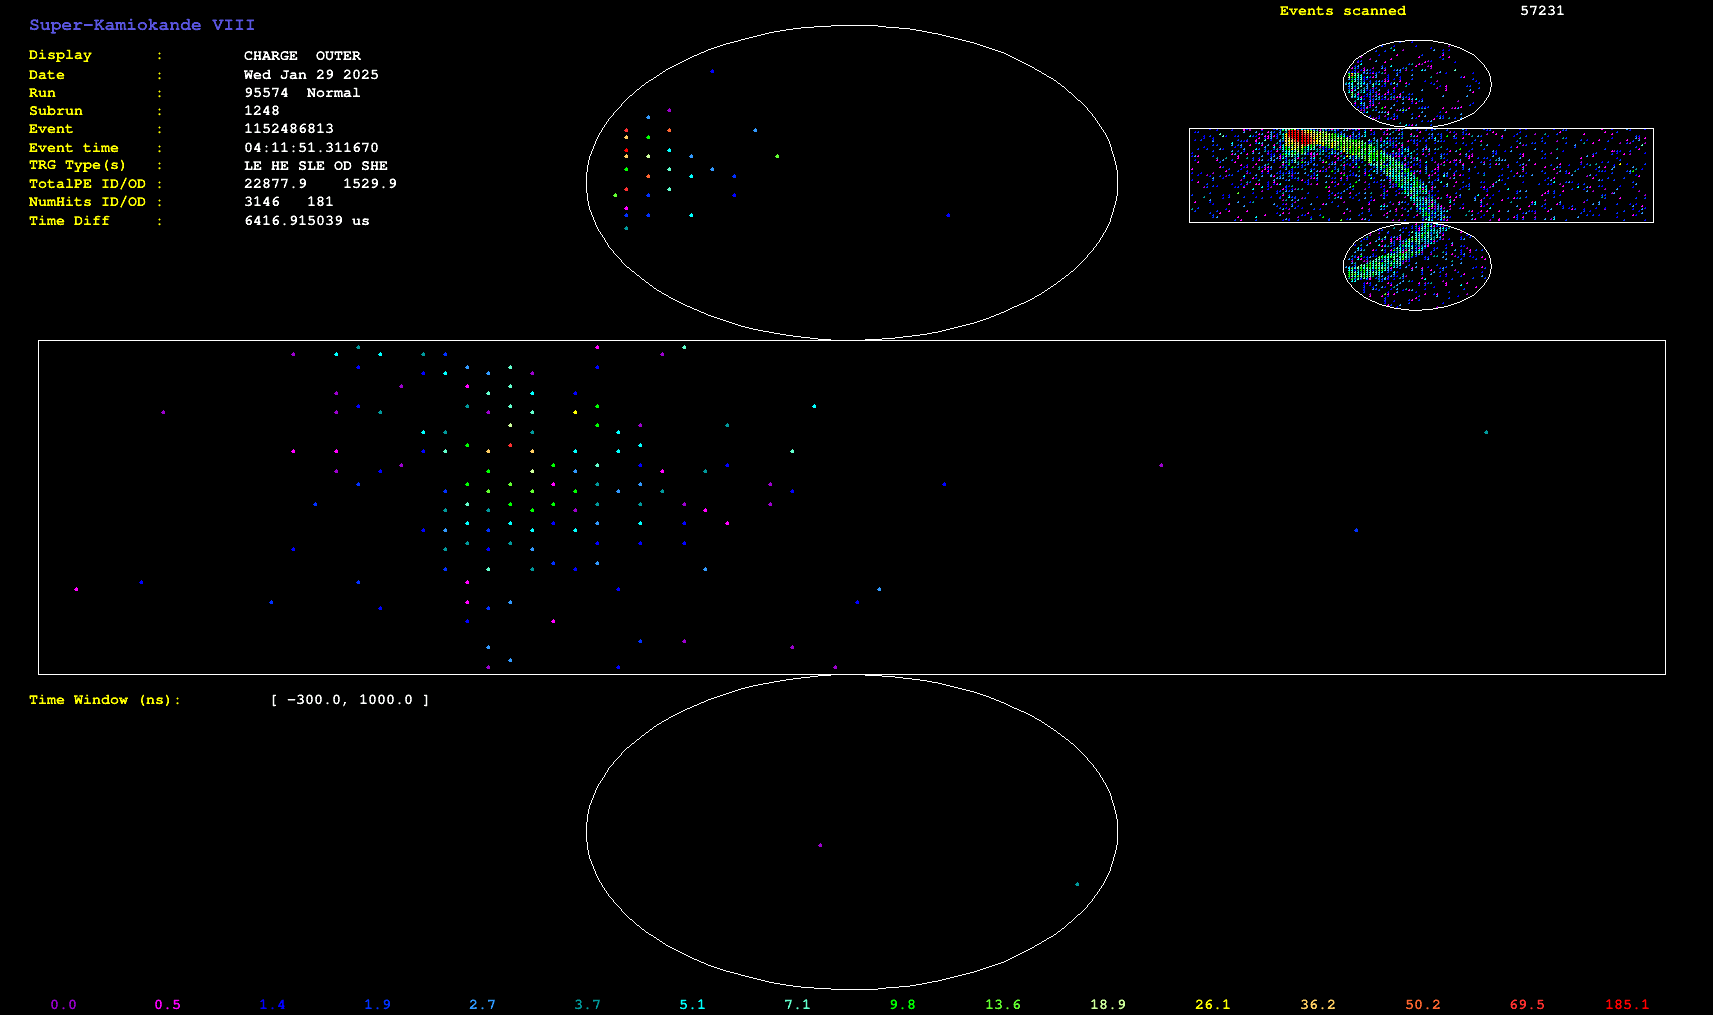 Super-Kamiokande VIII
Events scanned 57231
Display : CHARGE OUTER
Date : Wed Jan 29 2025
Run : 95574 Normal
Subrun : 1248
Event : 1152486813
Event time : 04:11:51.311670
TRG Type(s) : LE HE SLE OD SHE
TotalPE ID/OD : 22877.9 1529.9
NumHits ID/OD : 3146 181
Time Diff : 6416.915039 us
Time Window (ns): [ -300.0, 1000.0 ]
0.0 0.5 1.4 1.9 2.7 3.7 5.1 7.1 9.8 13.6 18.9 26.1 36.2 50.2 69.5 185.1